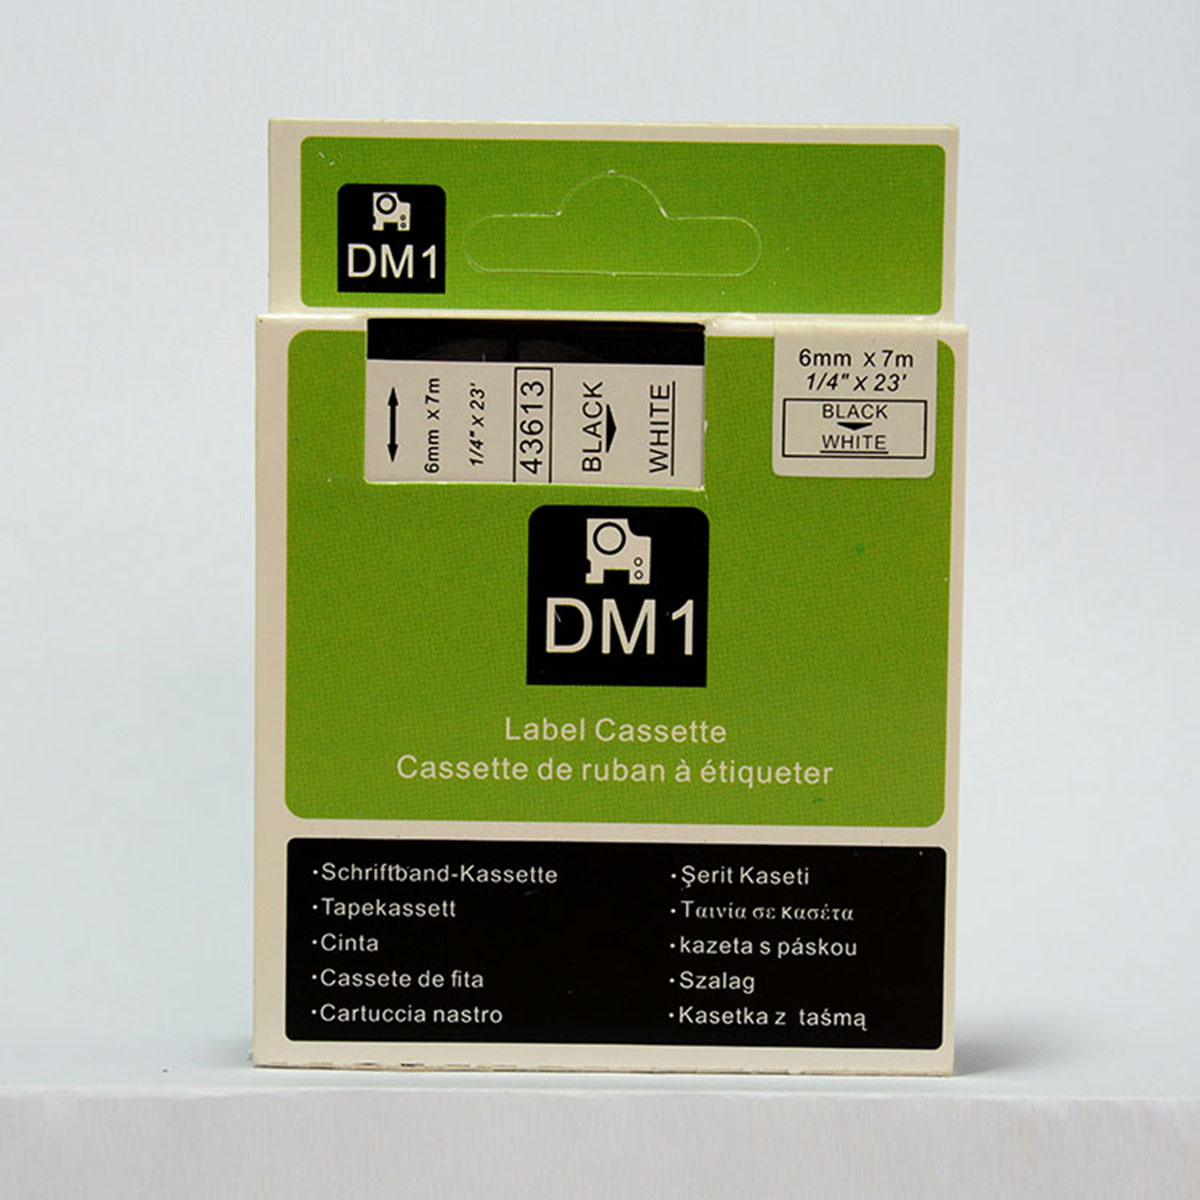 DM1
6mm x 7m
1/4" x 23'
43613
BLACK
WHITE
6mm x 7m
1/4" x 23'
BLACK
WHITE
DM1
Label Cassette
Cassette de ruban à étiqueter
·Schriftband-Kassette
·Tapekassett
·Cinta
·Cassete de fita
·Cartuccia nastro
·Şerit Kaseti
·Ταινία σε κασέτα
·kazeta s páskou
·Szalag
·Kasetka z taśmą